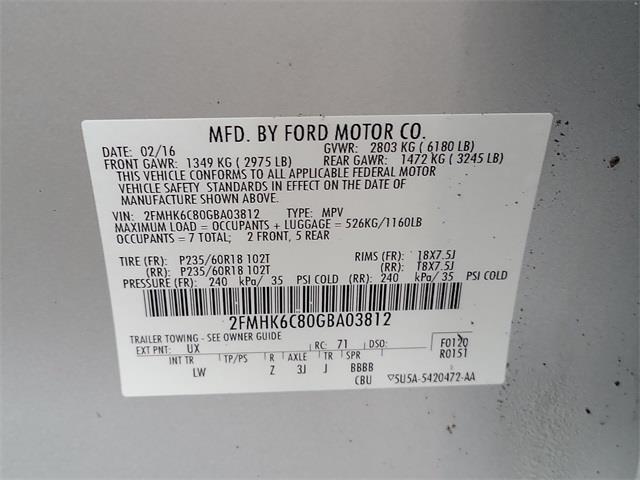 MFD. BY FORD MOTOR CO.
DATE: 02/16 GVWR: 2803 KG ( 6180 LB)
FRONT GAWR: 1349 KG ( 2975 LB) REAR GAWR: 1472 KG ( 3245 LB)
THIS VEHICLE CONFORMS TO ALL APPLICABLE FEDERAL MOTOR
VEHICLE SAFETY STANDARDS IN EFFECT ON THE DATE OF
MANUFACTURE SHOWN ABOVE.
VIN: 2FMHK6C80GBA03812 TYPE: MPV
MAXIMUM LOAD = OCCUPANTS + LUGGAGE = 526KG/1160LB
OCCUPANTS = 7 TOTAL; 2 FRONT, 5 REAR
TIRE (FR): P235/60R18 102T RIMS (FR): 18X7.5J
(RR): P235/60R18 102T (RR): 18X7.5J
PRESSURE (FR): 240 kPa/ 35 PSI COLD (RR): 240 kPa/ 35 PSI COLD
2FMHK6C80GBA03812
TRAILER TOWING - SEE OWNER GUIDE
EXT PNT: UX RC: 71 DSO: F0120
R0151
INT TR TP/PS R AXLE TR SPR
LW Z 3J J BBBB
CBU ▽5U5A-5420472-AA